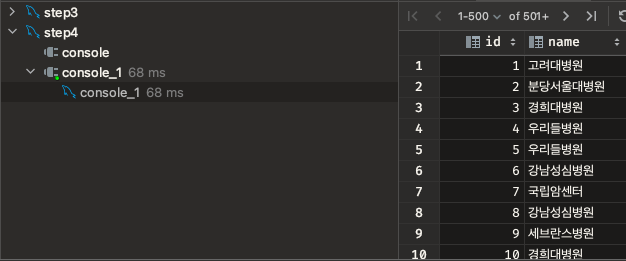 step3
step4
console
console_1 68 ms
console_1 68 ms
1-500 of 501+
id name
1 1 고려대병원
2 2 분당서울대병원
3 3 경희대병원
4 4 우리들병원
5 5 우리들병원
6 6 강남성심병원
7 7 국립암센터
8 8 강남성심병원
9 9 세브란스병원
10 10 경희대병원